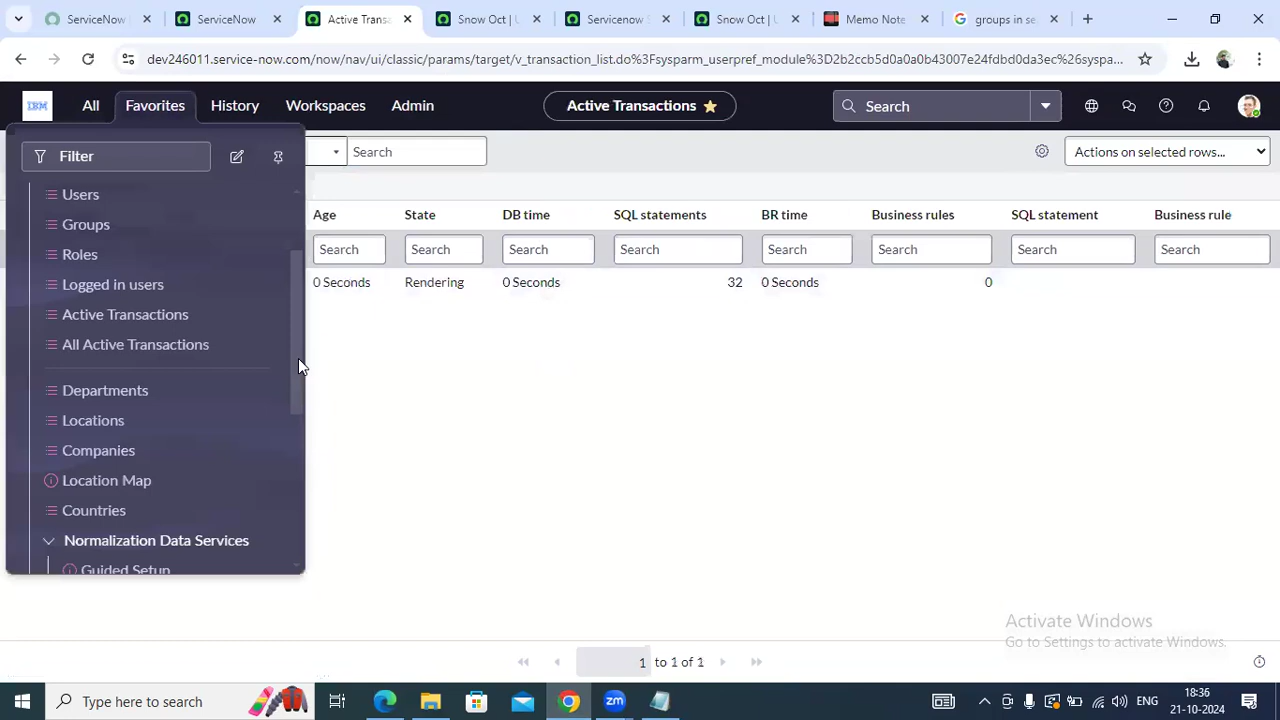 ServiceNow
ServiceNow
Active Transa
Snow Oct |
Servicenow S
Snow Oct |
Memo Note
groups in se
dev246011.service-now.com/now/nav/ui/classic/params/target/v_transaction_list.do%3Fsysparm_userpref_module%3D2b2ccb5d0a0a0b43007e24fdbd0da3ec%26syspa...
IBM
All
Favorites
History
Workspaces
Admin
Active Transactions
Search
Filter
Search
Actions on selected rows...
Users
Groups
Roles
Logged in users
Active Transactions
All Active Transactions
Departments
Locations
Companies
Location Map
Countries
Normalization Data Services
Guided Setup
Age State DB time SQL statements BR time Business rules SQL statement Business rule
Search Search Search Search Search Search Search Search
0 Seconds Rendering 0 Seconds 32 0 Seconds 0
Activate Windows
Go to Settings to activate Windows.
1 to 1 of 1
Type here to search
zm
ENG
18:36
21-10-2024